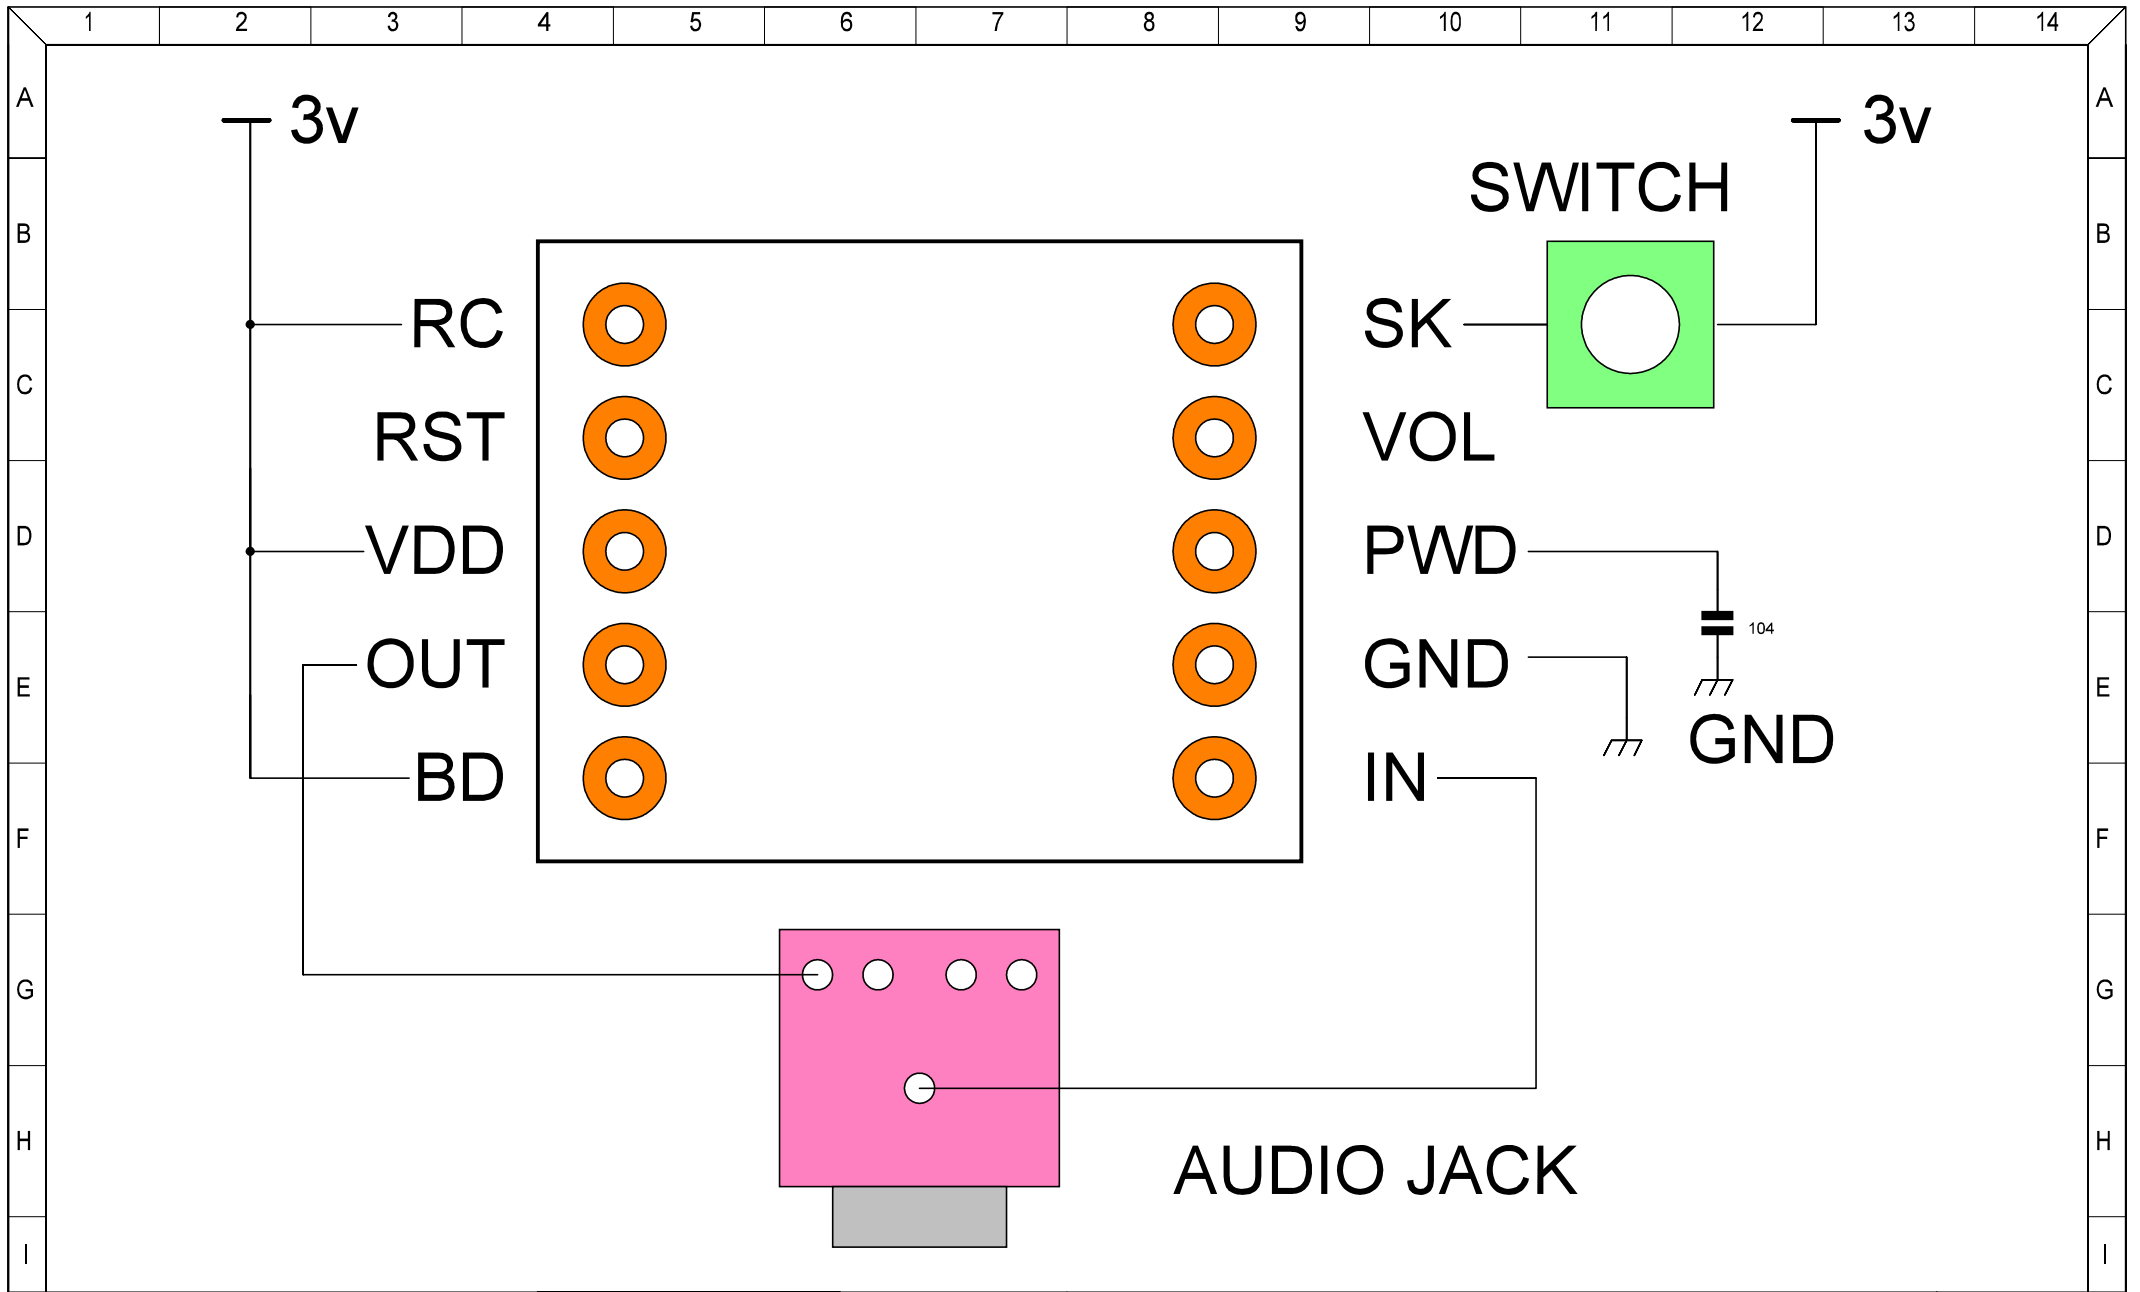 1 2 3 4 5 6 7 8 9 10 11 12 13 14
A A
3v 3v
SWITCH
B B
RC SK
C C
RST VOL
D D
VDD PWD
104
OUT GND
E E
GND
BD IN
F F
G G
H H
AUDIO JACK
I I